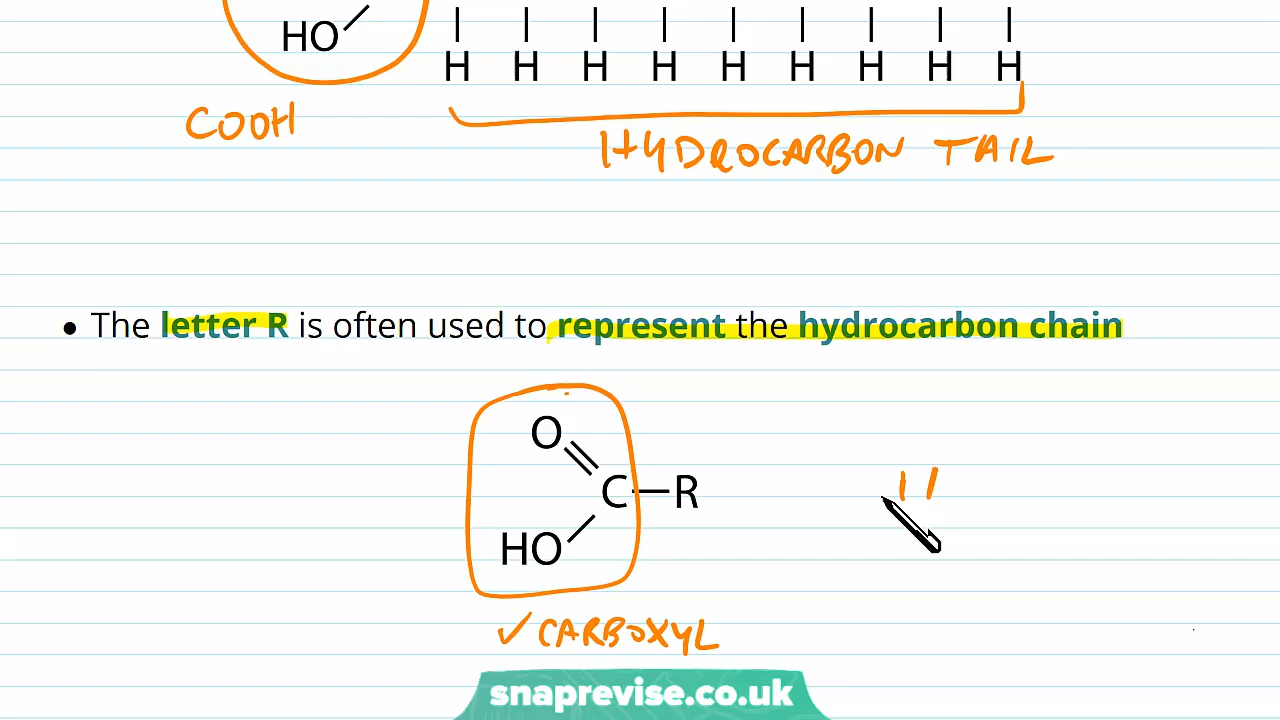 HO
H H H H H H H H H
COOH
HYDROCARBON TAIL
• The letter R is often used to represent the hydrocarbon chain
O
C—R
HO
✓ CARBOXYL
snaprevise.co.uk